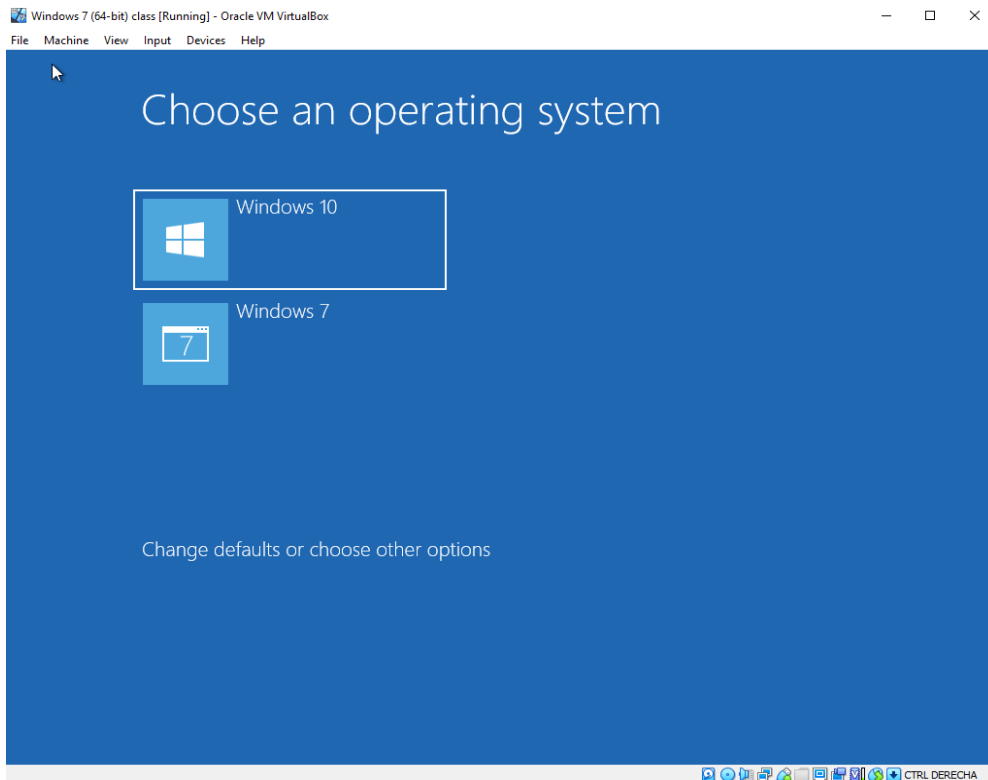 Windows 7 (64-bit) class [Running] - Oracle VM VirtualBox
File Machine View Input Devices Help
Choose an operating system
Windows 10
7
Windows 7
Change defaults or choose other options
CTRL DERECHA